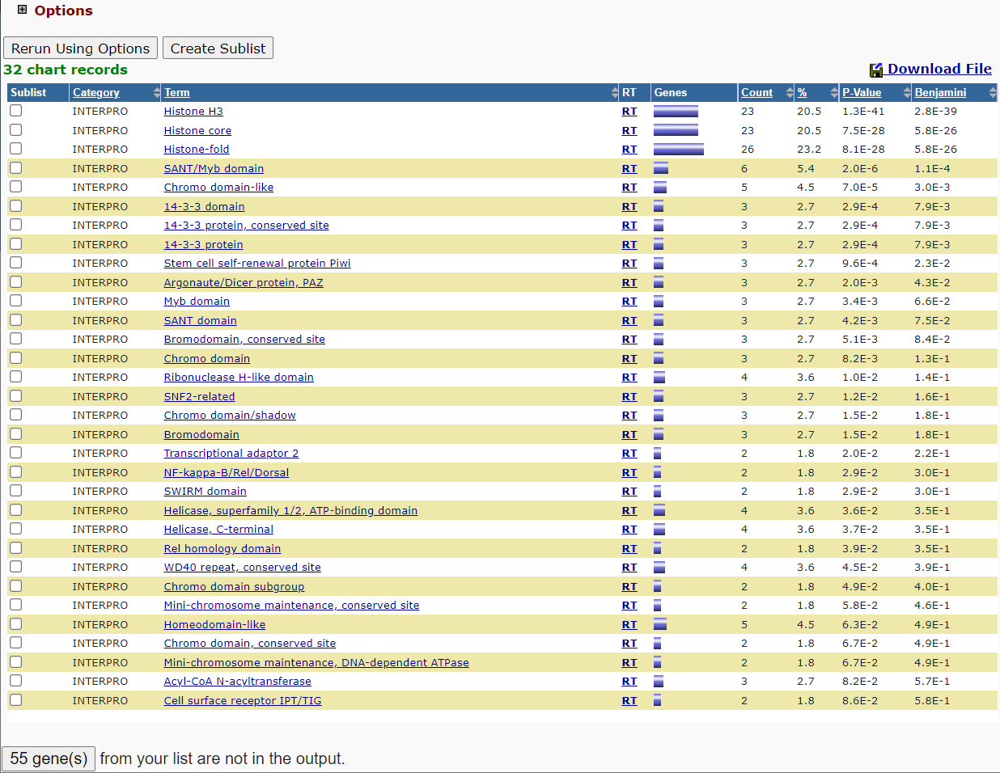 Options
Rerun Using Options Create Sublist
32 chart records Download File
Sublist Category Term RT Genes Count % P-Value Benjamini
INTERPRO Histone H3 RT 23 20.5 1.3E-41 2.8E-39
INTERPRO Histone core RT 23 20.5 7.5E-28 5.8E-26
INTERPRO Histone-fold RT 26 23.2 8.1E-28 5.8E-26
INTERPRO SANT/Myb domain RT 6 5.4 2.0E-6 1.1E-4
INTERPRO Chromo domain-like RT 5 4.5 7.0E-5 3.0E-3
INTERPRO 14-3-3 domain RT 3 2.7 2.9E-4 7.9E-3
INTERPRO 14-3-3 protein, conserved site RT 3 2.7 2.9E-4 7.9E-3
INTERPRO 14-3-3 protein RT 3 2.7 2.9E-4 7.9E-3
INTERPRO Stem cell self-renewal protein Piwi RT 3 2.7 9.6E-4 2.3E-2
INTERPRO Argonaute/Dicer protein, PAZ RT 3 2.7 2.0E-3 4.3E-2
INTERPRO Myb domain RT 3 2.7 3.4E-3 6.6E-2
INTERPRO SANT domain RT 3 2.7 4.2E-3 7.5E-2
INTERPRO Bromodomain, conserved site RT 3 2.7 5.1E-3 8.4E-2
INTERPRO Chromo domain RT 3 2.7 8.2E-3 1.3E-1
INTERPRO Ribonuclease H-like domain RT 4 3.6 1.0E-2 1.4E-1
INTERPRO SNF2-related RT 3 2.7 1.2E-2 1.6E-1
INTERPRO Chromo domain/shadow RT 3 2.7 1.5E-2 1.8E-1
INTERPRO Bromodomain RT 3 2.7 1.5E-2 1.8E-1
INTERPRO Transcriptional adaptor 2 RT 2 1.8 2.0E-2 2.2E-1
INTERPRO NF-kappa-B/Rel/Dorsal RT 2 1.8 2.9E-2 3.0E-1
INTERPRO SWIRM domain RT 2 1.8 2.9E-2 3.0E-1
INTERPRO Helicase, superfamily 1/2, ATP-binding domain RT 4 3.6 3.6E-2 3.5E-1
INTERPRO Helicase, C-terminal RT 4 3.6 3.7E-2 3.5E-1
INTERPRO Rel homology domain RT 2 1.8 3.9E-2 3.5E-1
INTERPRO WD40 repeat, conserved site RT 4 3.6 4.5E-2 3.9E-1
INTERPRO Chromo domain subgroup RT 2 1.8 4.9E-2 4.0E-1
INTERPRO Mini-chromosome maintenance, conserved site RT 2 1.8 5.8E-2 4.6E-1
INTERPRO Homeodomain-like RT 5 4.5 6.3E-2 4.9E-1
INTERPRO Chromo domain, conserved site RT 2 1.8 6.7E-2 4.9E-1
INTERPRO Mini-chromosome maintenance, DNA-dependent ATPase RT 2 1.8 6.7E-2 4.9E-1
INTERPRO Acyl-CoA N-acyltransferase RT 3 2.7 8.2E-2 5.7E-1
INTERPRO Cell surface receptor IPT/TIG RT 2 1.8 8.6E-2 5.8E-1
55 gene(s) from your list are not in the output.